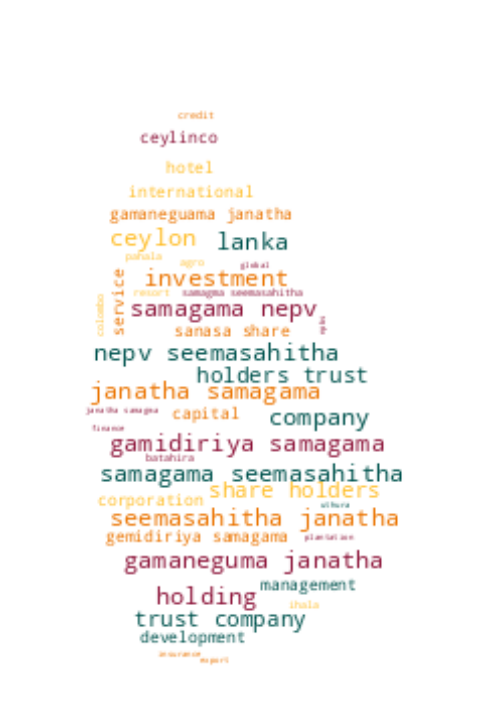 credit
ceylinco
hotel
international
gamaneguama janatha
ceylon lanka
pahala
agro global
service investment
resort samagma seemasahitha
colombo samagama nepv
sanasa share
nepv seemasahitha
holders trust
janatha samagama
janatha samagma capital company
finance
gamidiriya samagama
batahira
samagama seemasahitha
share holders
corporation uthura
seemasahitha janatha
gemidiriya samagama plantation
gamaneguma janatha
management
holding ihala
trust company
development
insurance
export